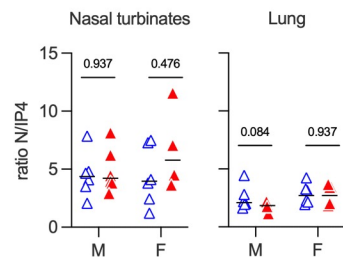 Nasal turbinates
Lung
15
10
5
0
ratio N/IP4
0.937
0.476
0.084
0.937
M
F
M
F